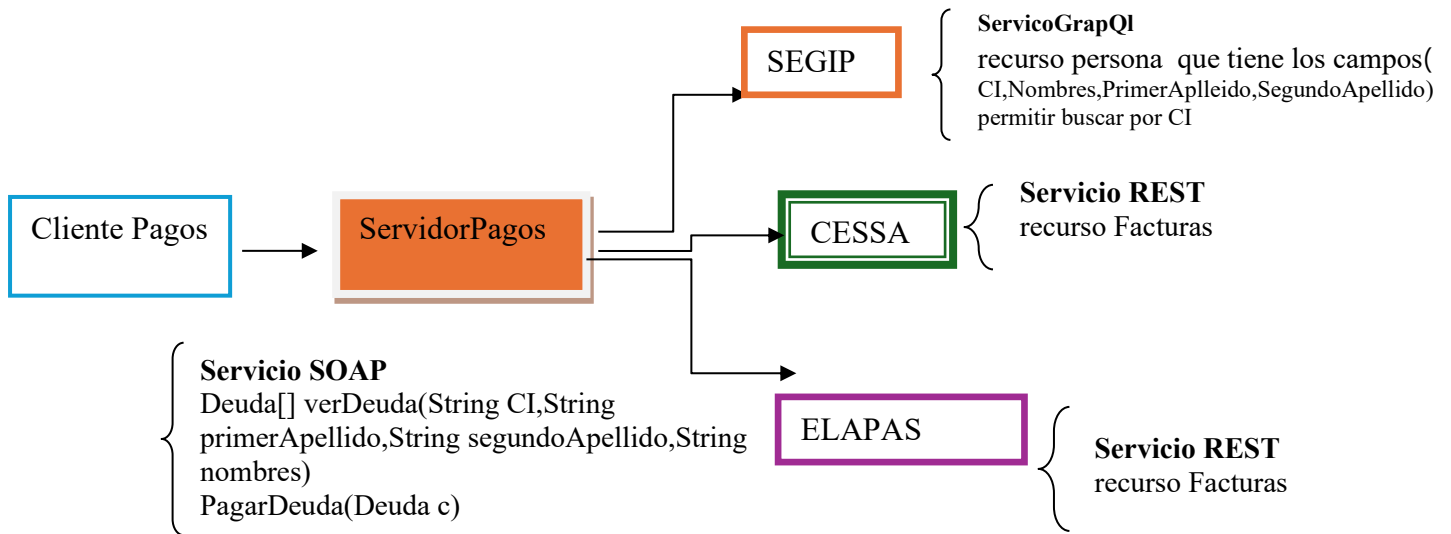 SEGIP
ServicoGrapQl
recurso persona que tiene los campos(
CI,Nombres,PrimerAplleido,SegundoApellido)
permitir buscar por CI
Cliente Pagos
ServidorPagos
CESSA
Servicio REST
recurso Facturas
Servicio SOAP
Deuda[] verDeuda(String CI,String
primerApellido,String segundoApellido,String
nombres)
PagarDeuda(Deuda c)
ELAPAS
Servicio REST
recurso Facturas